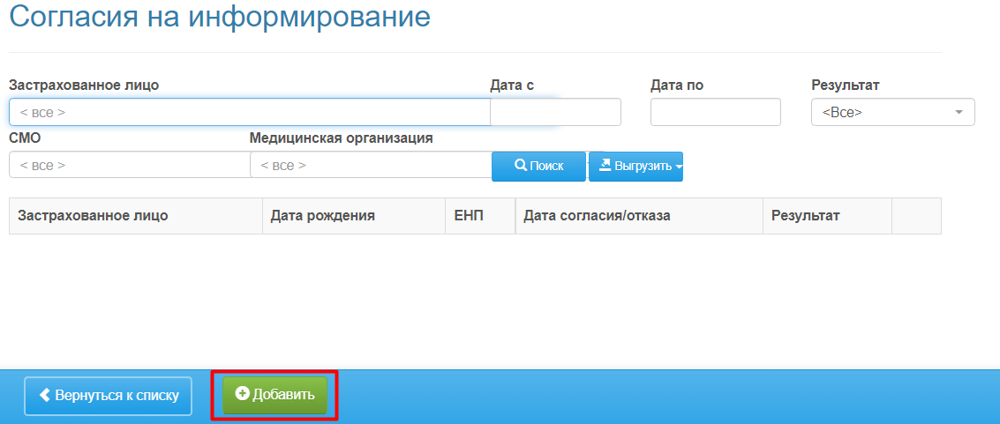 Согласия на информирование
Застрахованное лицо Дата с Дата по Результат
< все > <Все>
СМО Медицинская организация
< все > < все > Поиск Выгрузить
Застрахованное лицо Дата рождения ЕНП Дата согласия/отказа Результат
Вернуться к списку Добавить